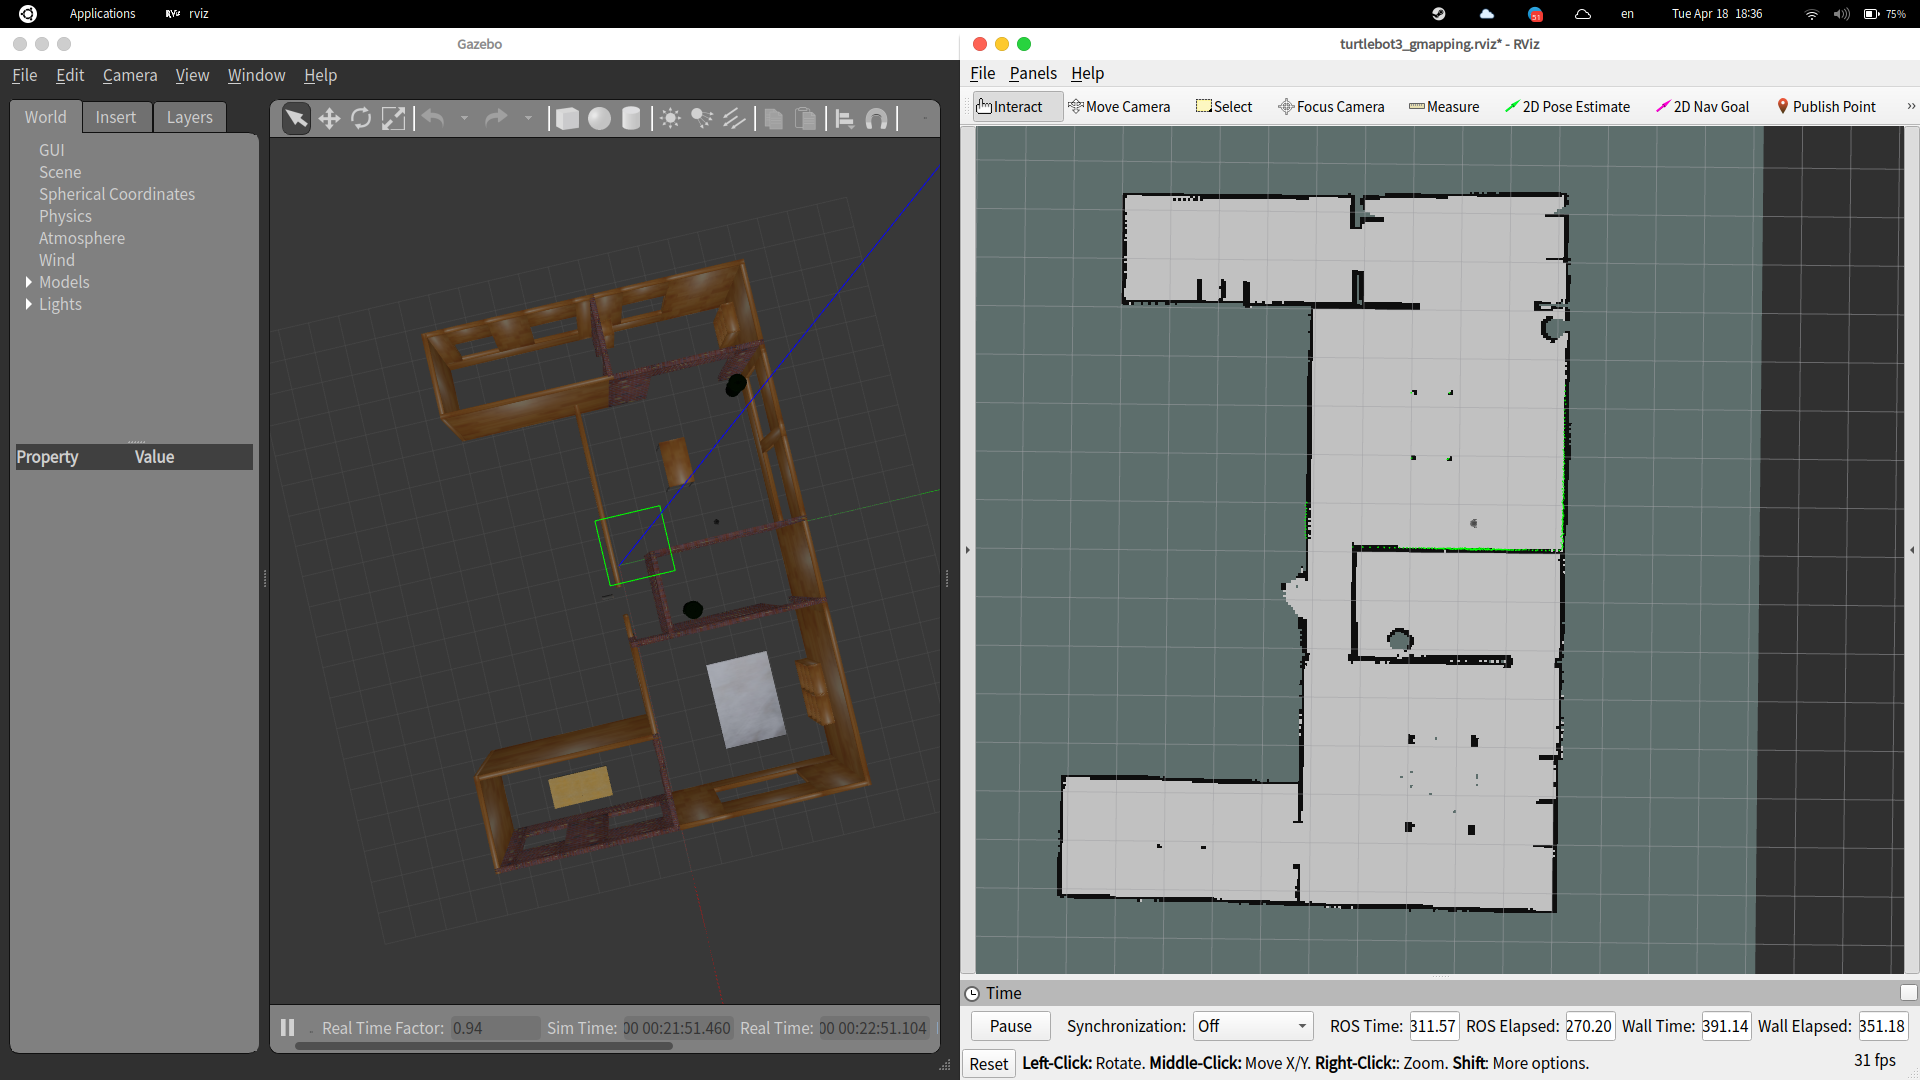 Applications RViz rviz 51 en Tue Apr 18 18:36 75%
Gazebo
File Edit Camera View Window Help
World Insert Layers
GUI
Scene
Spherical Coordinates
Physics
Atmosphere
Wind
Models
Lights
Property Value
Real Time Factor: 0.94 Sim Time: 00 00:21:51.460 Real Time: 00 00:22:51.104
turtlebot3_gmapping.rviz* - RViz
File Panels Help
Interact Move Camera Select Focus Camera Measure 2D Pose Estimate 2D Nav Goal Publish Point »
Time
Pause Synchronization: Off ROS Time: 311.57 ROS Elapsed: 270.20 Wall Time: 391.14 Wall Elapsed: 351.18
Reset Left-Click: Rotate. Middle-Click: Move X/Y. Right-Click:: Zoom. Shift: More options. 31 fps